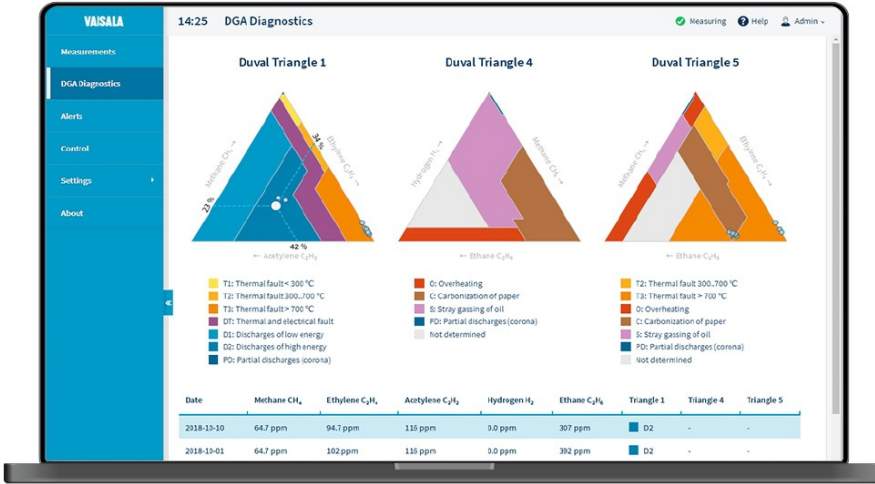 VAISALA
14:25 DGA Diagnostics
Measuring Help Admin
Measurements
DGA Diagnostics
Alerts
Control
Settings
About
Duval Triangle 1
Methane CH₄ →
Ethylene C₂H₄ →
← Acetylene C₂H₂
34 %
23 %
42 %
T1: Thermal fault < 300 °C
T2: Thermal fault 300..700 °C
T3: Thermal fault > 700 °C
DT: Thermal and electrical fault
D1: Discharges of low energy
D2: Discharges of high energy
PD: Partial discharges (corona)
Duval Triangle 4
Hydrogen H₂ →
Methane CH₄ →
← Ethane C₂H₆
O: Overheating
C: Carbonization of paper
S: Stray gassing of oil
PD: Partial discharges (corona)
Not determined
Duval Triangle 5
Methane CH₄ →
Ethylene C₂H₄ →
← Ethane C₂H₆
T2: Thermal fault 300..700 °C
T3: Thermal fault > 700 °C
O: Overheating
C: Carbonization of paper
S: Stray gassing of oil
PD: Partial discharges (corona)
Not determined
Date Methane CH₄ Ethylene C₂H₄ Acetylene C₂H₂ Hydrogen H₂ Ethane C₂H₆ Triangle 1 Triangle 4 Triangle 5
2018-10-10 64.7 ppm 94.7 ppm 116 ppm 0.0 ppm 307 ppm D2 - -
2018-10-01 64.7 ppm 102 ppm 116 ppm 0.0 ppm 392 ppm D2 - -